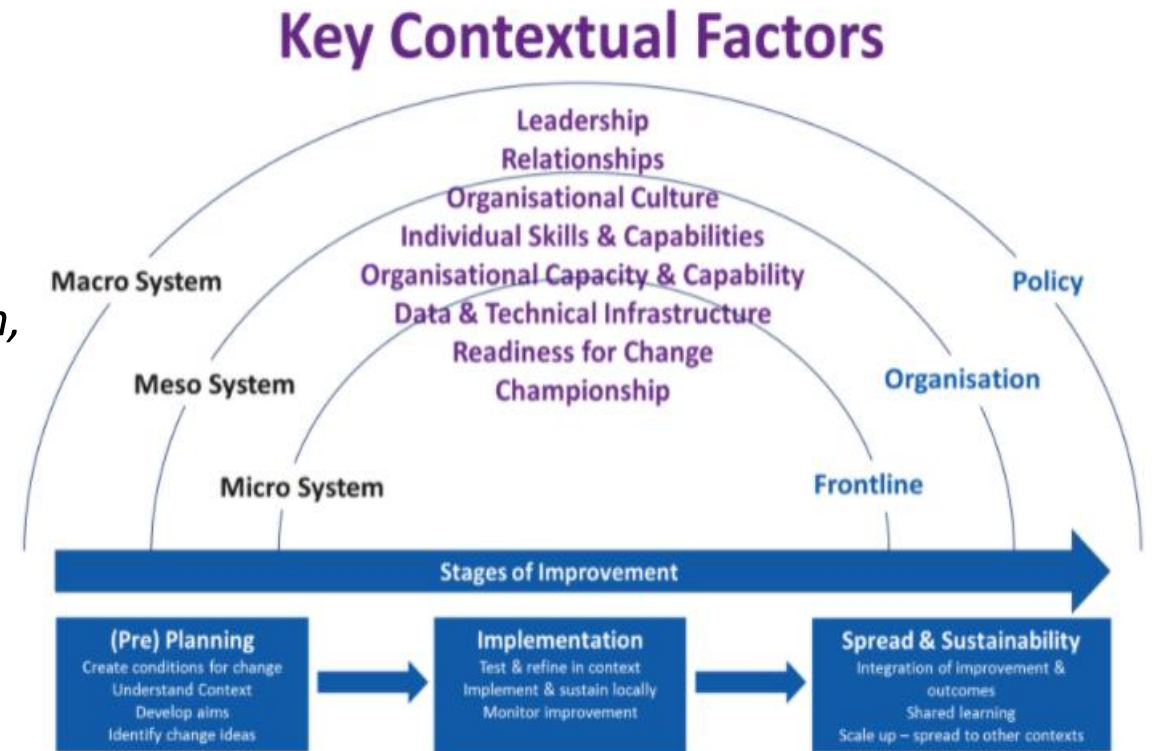 Key Contextual Factors
Leadership
Relationships
Organisational Culture
Individual Skills & Capabilities
Organisational Capacity & Capability
Data & Technical Infrastructure
Readiness for Change
Championship
Macro System
Policy
n,
Meso System
Organisation
Micro System
Frontline
Stages of Improvement
(Pre) Planning
Create conditions for change
Understand Context
Develop aims
Identify change ideas
Implementation
Test & refine in context
Implement & sustain locally
Monitor improvement
Spread & Sustainability
Integration of improvement &
outcomes
Shared learning
Scale up – spread to other contexts